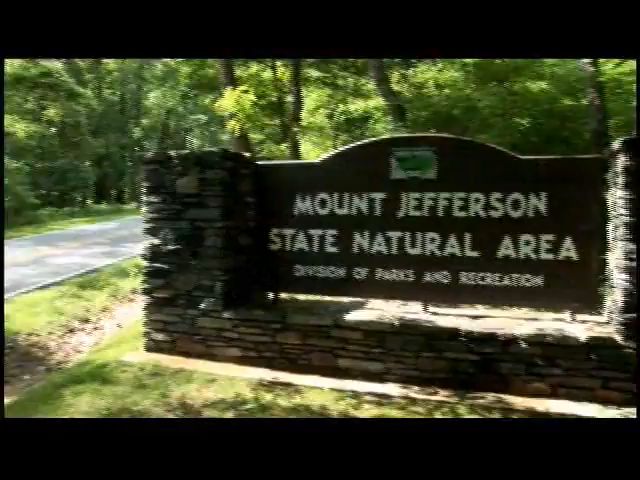 MOUNT JEFFERSON
STATE NATURAL AREA
DIVISION OF PARKS AND RECREATION